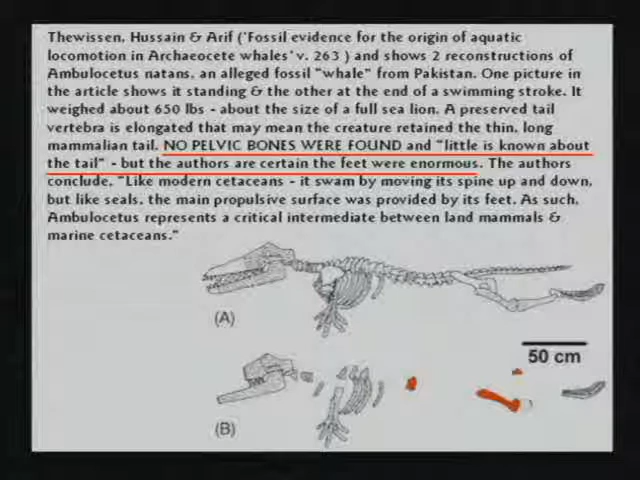 Thewissen, Hussain & Arif ('Fossil evidence for the origin of aquatic
locomotion in Archaeocete whales' v. 263 ) and shows 2 reconstructions of
Ambulocetus natans, an alleged fossil "whale" from Pakistan. One picture in
the article shows it standing & the other at the end of a swimming stroke. It
weighed about 650 lbs - about the size of a full sea lion. A preserved tail
vertebra is elongated that may mean the creature retained the thin, long
mammalian tail. NO PELVIC BONES WERE FOUND and "little is known about
the tail" - but the authors are certain the feet were enormous. The authors
conclude, "Like modern cetaceans - it swam by moving its spine up and down,
but like seals, the main propulsive surface was provided by its feet. As such,
Ambulocetus represents a critical intermediate between land mammals &
marine cetaceans."
(A)
50 cm
(B)